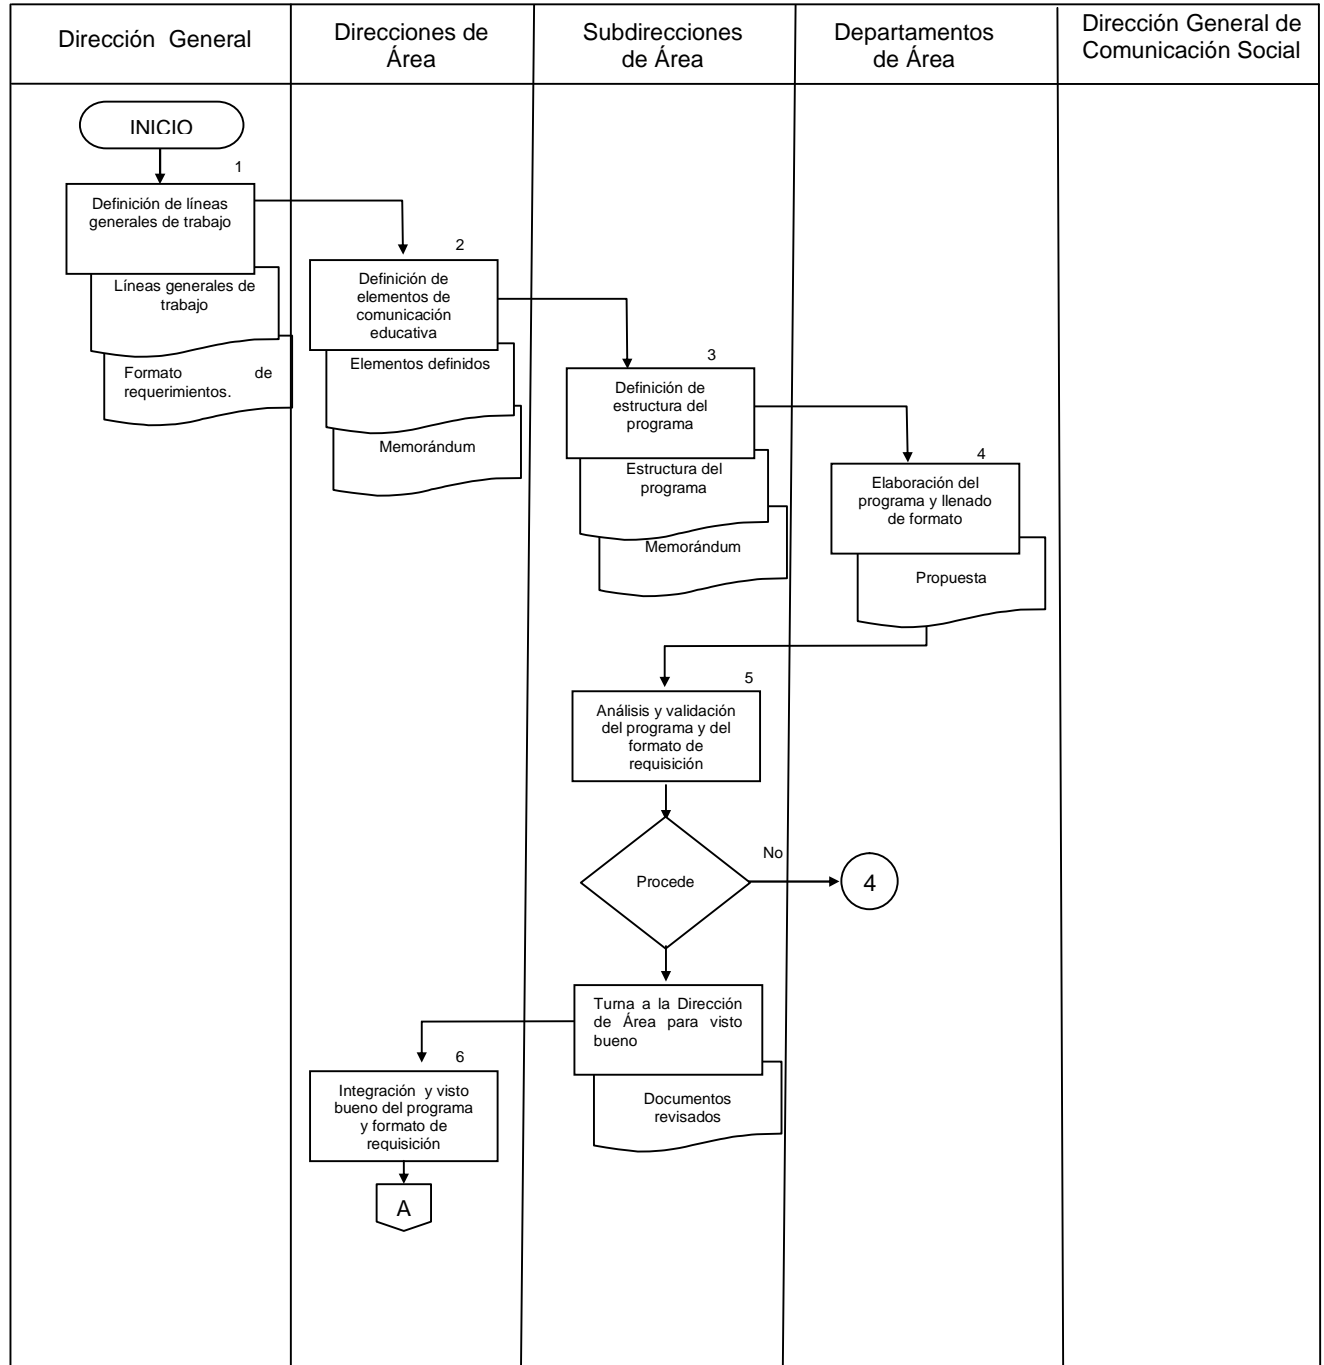 Dirección General
Direcciones de
Área
Subdirecciones
de Área
Departamentos
de Área
Dirección General de
Comunicación Social
INICIO
1
Definición de líneas
generales de trabajo
Líneas generales de
trabajo
Formato de
requerimientos.
2
Definición de
elementos de
comunicación
educativa
Elementos definidos
Memorándum
3
Definición de
estructura del
programa
Estructura del
programa
Memorándum
4
Elaboración del
programa y llenado
de formato
Propuesta
5
Análisis y validación
del programa y del
formato de
requisición
Procede
No
4
Turna a la Dirección
de Área para visto
bueno
Documentos
revisados
6
Integración y visto
bueno del programa
y formato de
requisición
A